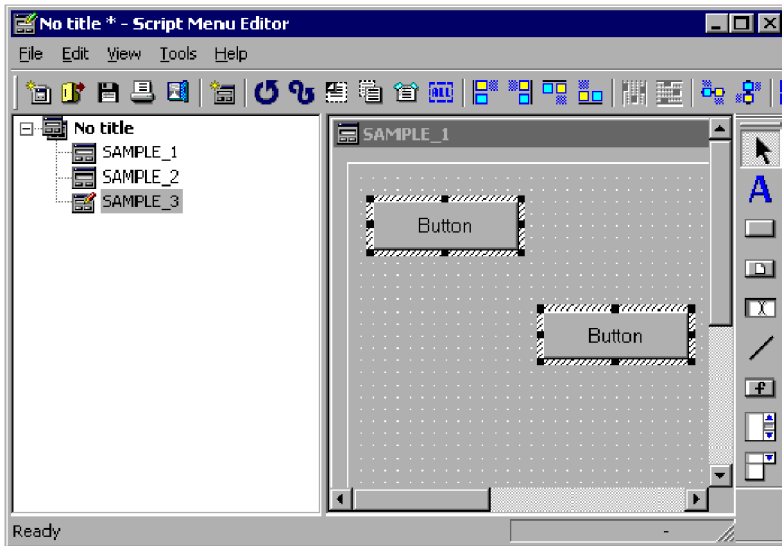 No title * - Script Menu Editor
File Edit View Tools Help
ALL
No title
SAMPLE_1
SAMPLE_2
SAMPLE_3
SAMPLE_1
Button
Button
A
f
Ready
-